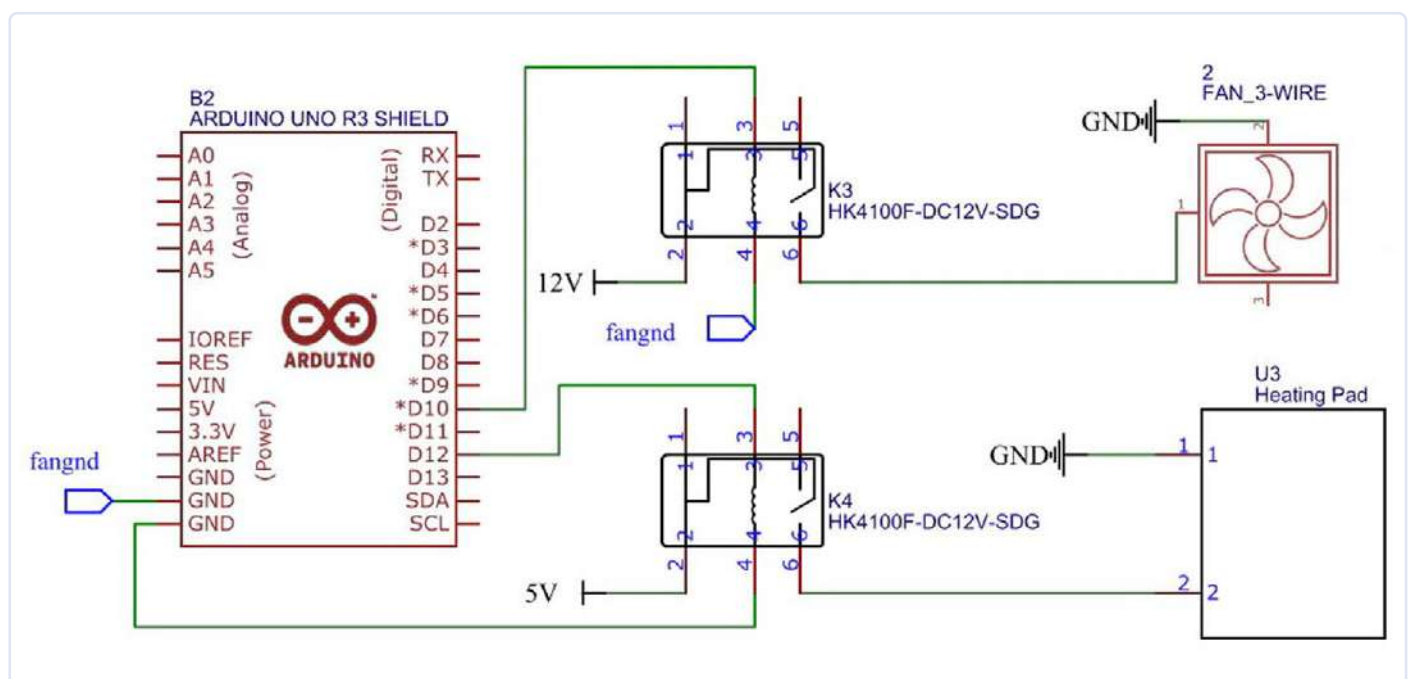 B2
ARDUINO UNO R3 SHIELD
A0
A1
A2
A3
A4
A5
(Analog)
IOREF
RES
VIN
5V
3.3V
AREF
GND
GND
GND
(Power)
ARDUINO
(Digital)
RX
TX
D2
*D3
D4
*D5
*D6
D7
D8
*D9
*D10
*D11
D12
D13
SDA
SCL
fangnd
1
3
5
1
3
5
K3
HK4100F-DC12V-SDG
2
4
6
2
4
6
12V
fangnd
2
FAN_3-WIRE
GND
2
1
3
1
3
5
1
3
5
K4
HK4100F-DC12V-SDG
2
4
6
2
4
6
5V
U3
Heating Pad
GND
1
1
2
2